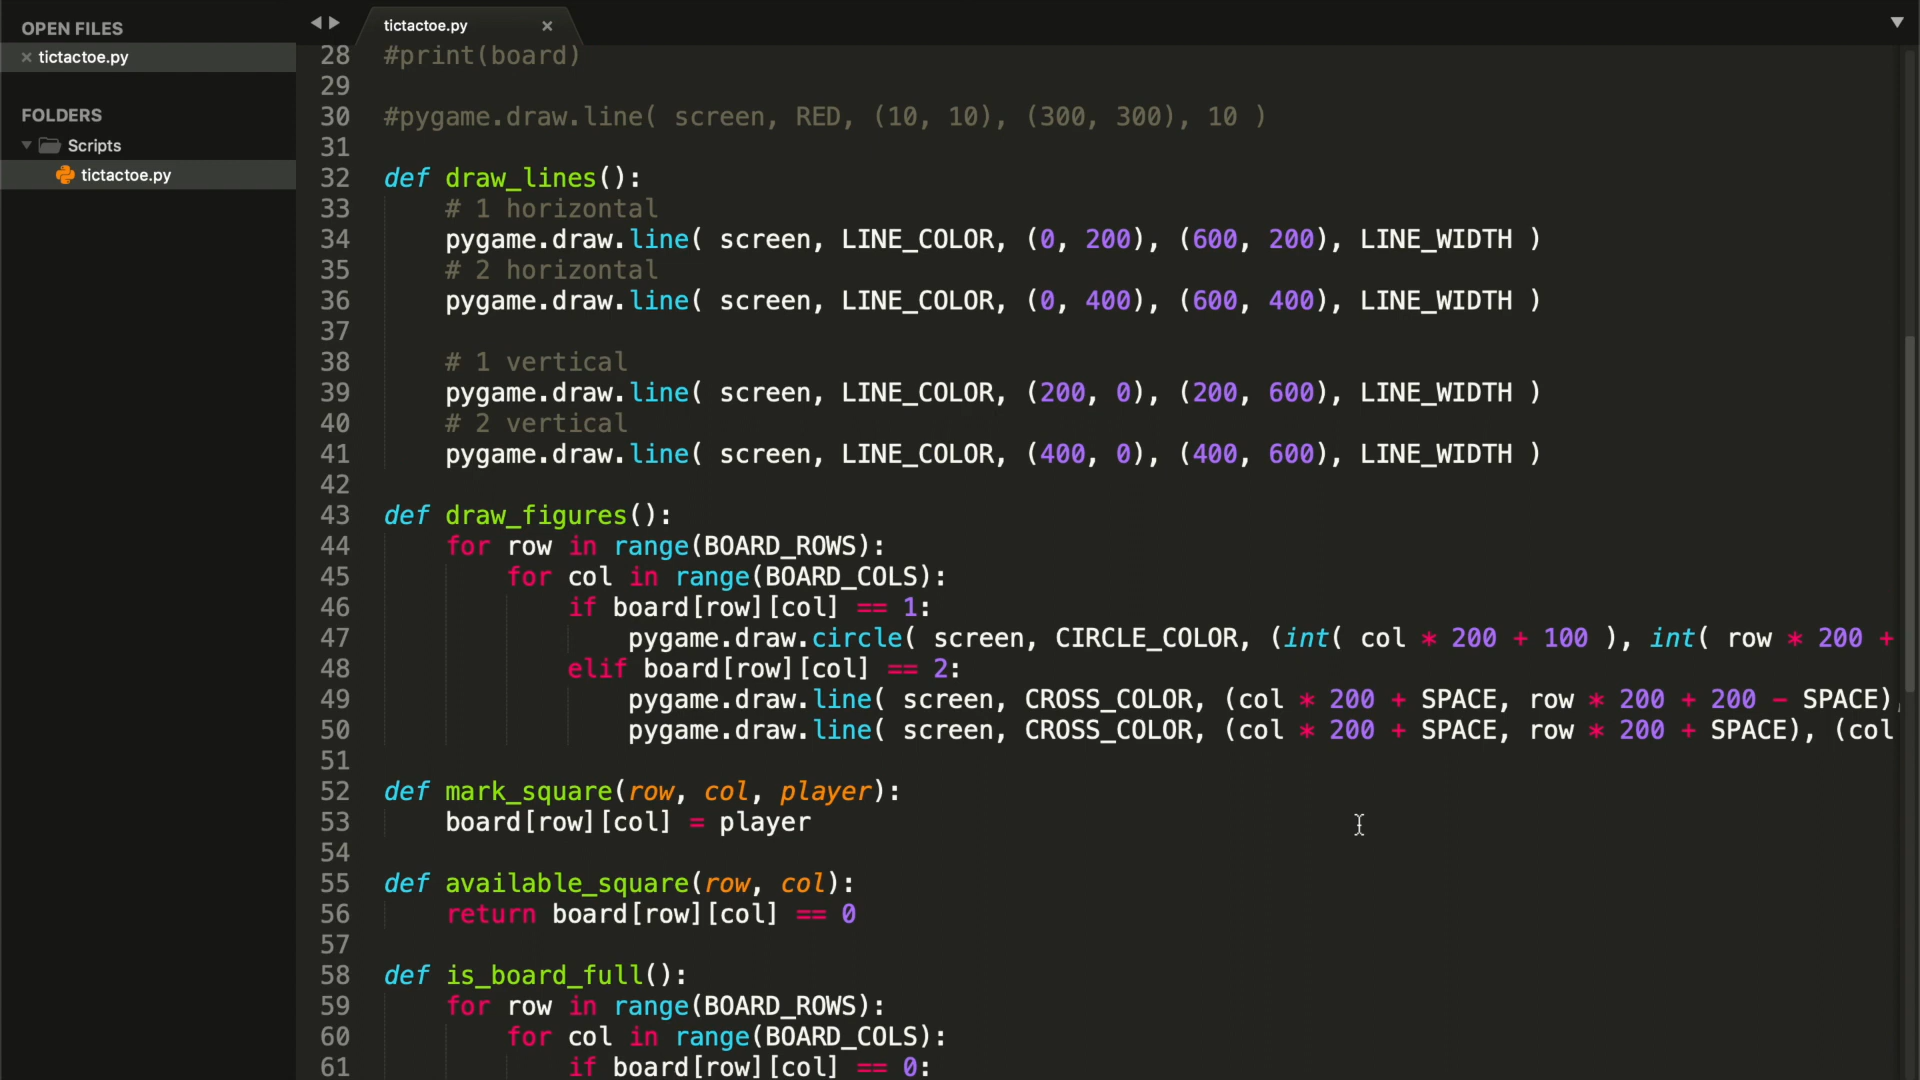 OPEN FILES
tictactoe.py
FOLDERS
Scripts
tictactoe.py
tictactoe.py
28 #print(board)
29
30 #pygame.draw.line( screen, RED, (10, 10), (300, 300), 10 )
31
32 def draw_lines():
33     # 1 horizontal
34     pygame.draw.line( screen, LINE_COLOR, (0, 200), (600, 200), LINE_WIDTH )
35     # 2 horizontal
36     pygame.draw.line( screen, LINE_COLOR, (0, 400), (600, 400), LINE_WIDTH )
37
38     # 1 vertical
39     pygame.draw.line( screen, LINE_COLOR, (200, 0), (200, 600), LINE_WIDTH )
40     # 2 vertical
41     pygame.draw.line( screen, LINE_COLOR, (400, 0), (400, 600), LINE_WIDTH )
42
43 def draw_figures():
44     for row in range(BOARD_ROWS):
45         for col in range(BOARD_COLS):
46             if board[row][col] == 1:
47                 pygame.draw.circle( screen, CIRCLE_COLOR, (int( col * 200 + 100 ), int( row * 200 +
48             elif board[row][col] == 2:
49                 pygame.draw.line( screen, CROSS_COLOR, (col * 200 + SPACE, row * 200 + 200 - SPACE),
50                 pygame.draw.line( screen, CROSS_COLOR, (col * 200 + SPACE, row * 200 + SPACE), (col
51
52 def mark_square(row, col, player):
53     board[row][col] = player
54
55 def available_square(row, col):
56     return board[row][col] == 0
57
58 def is_board_full():
59     for row in range(BOARD_ROWS):
60         for col in range(BOARD_COLS):
61             if board[row][col] == 0: